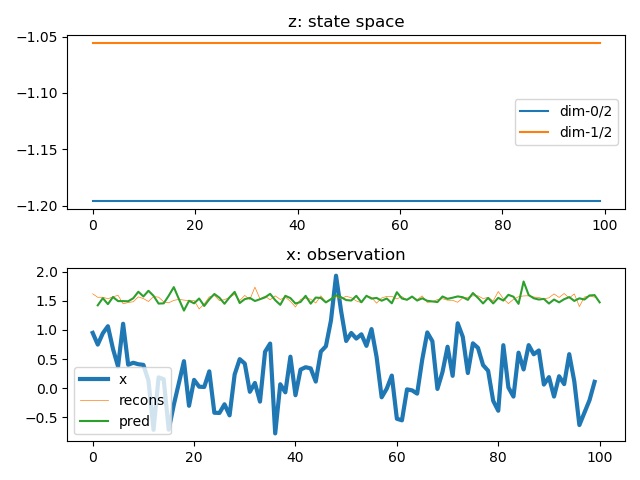 z: state space
−1.05
−1.10
−1.15
−1.20
dim-0/2
dim-1/2
0 20 40 60 80 100
x: observation
2.0
1.5
1.0
0.5
0.0
−0.5
x
recons
pred
0 20 40 60 80 100